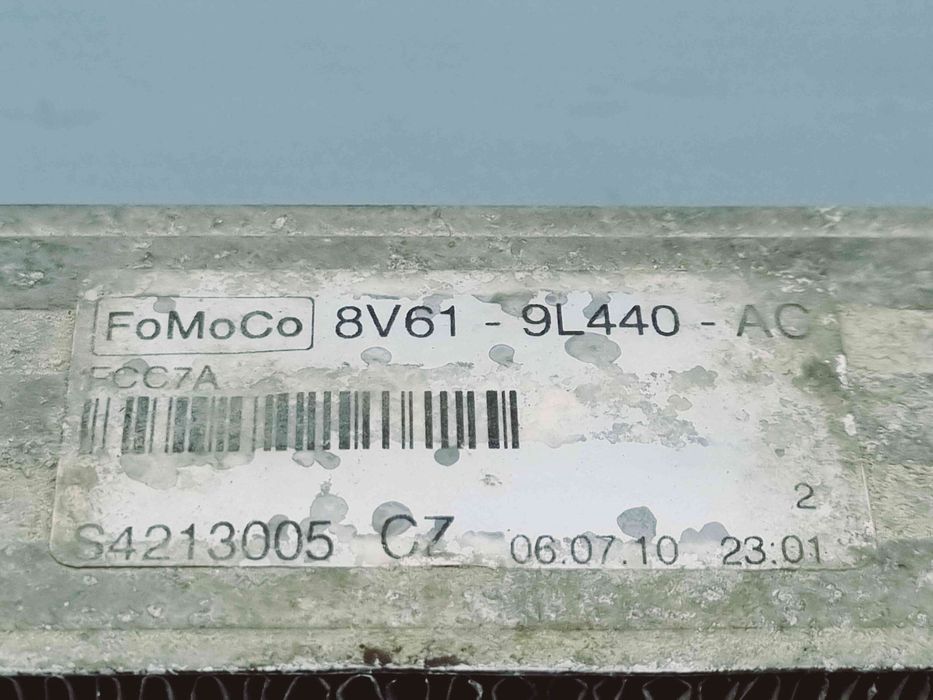 FoMoCo 8V61 - 9L440 - AC
FCC7A
2
S4213005 CZ 06.07.10 23:01